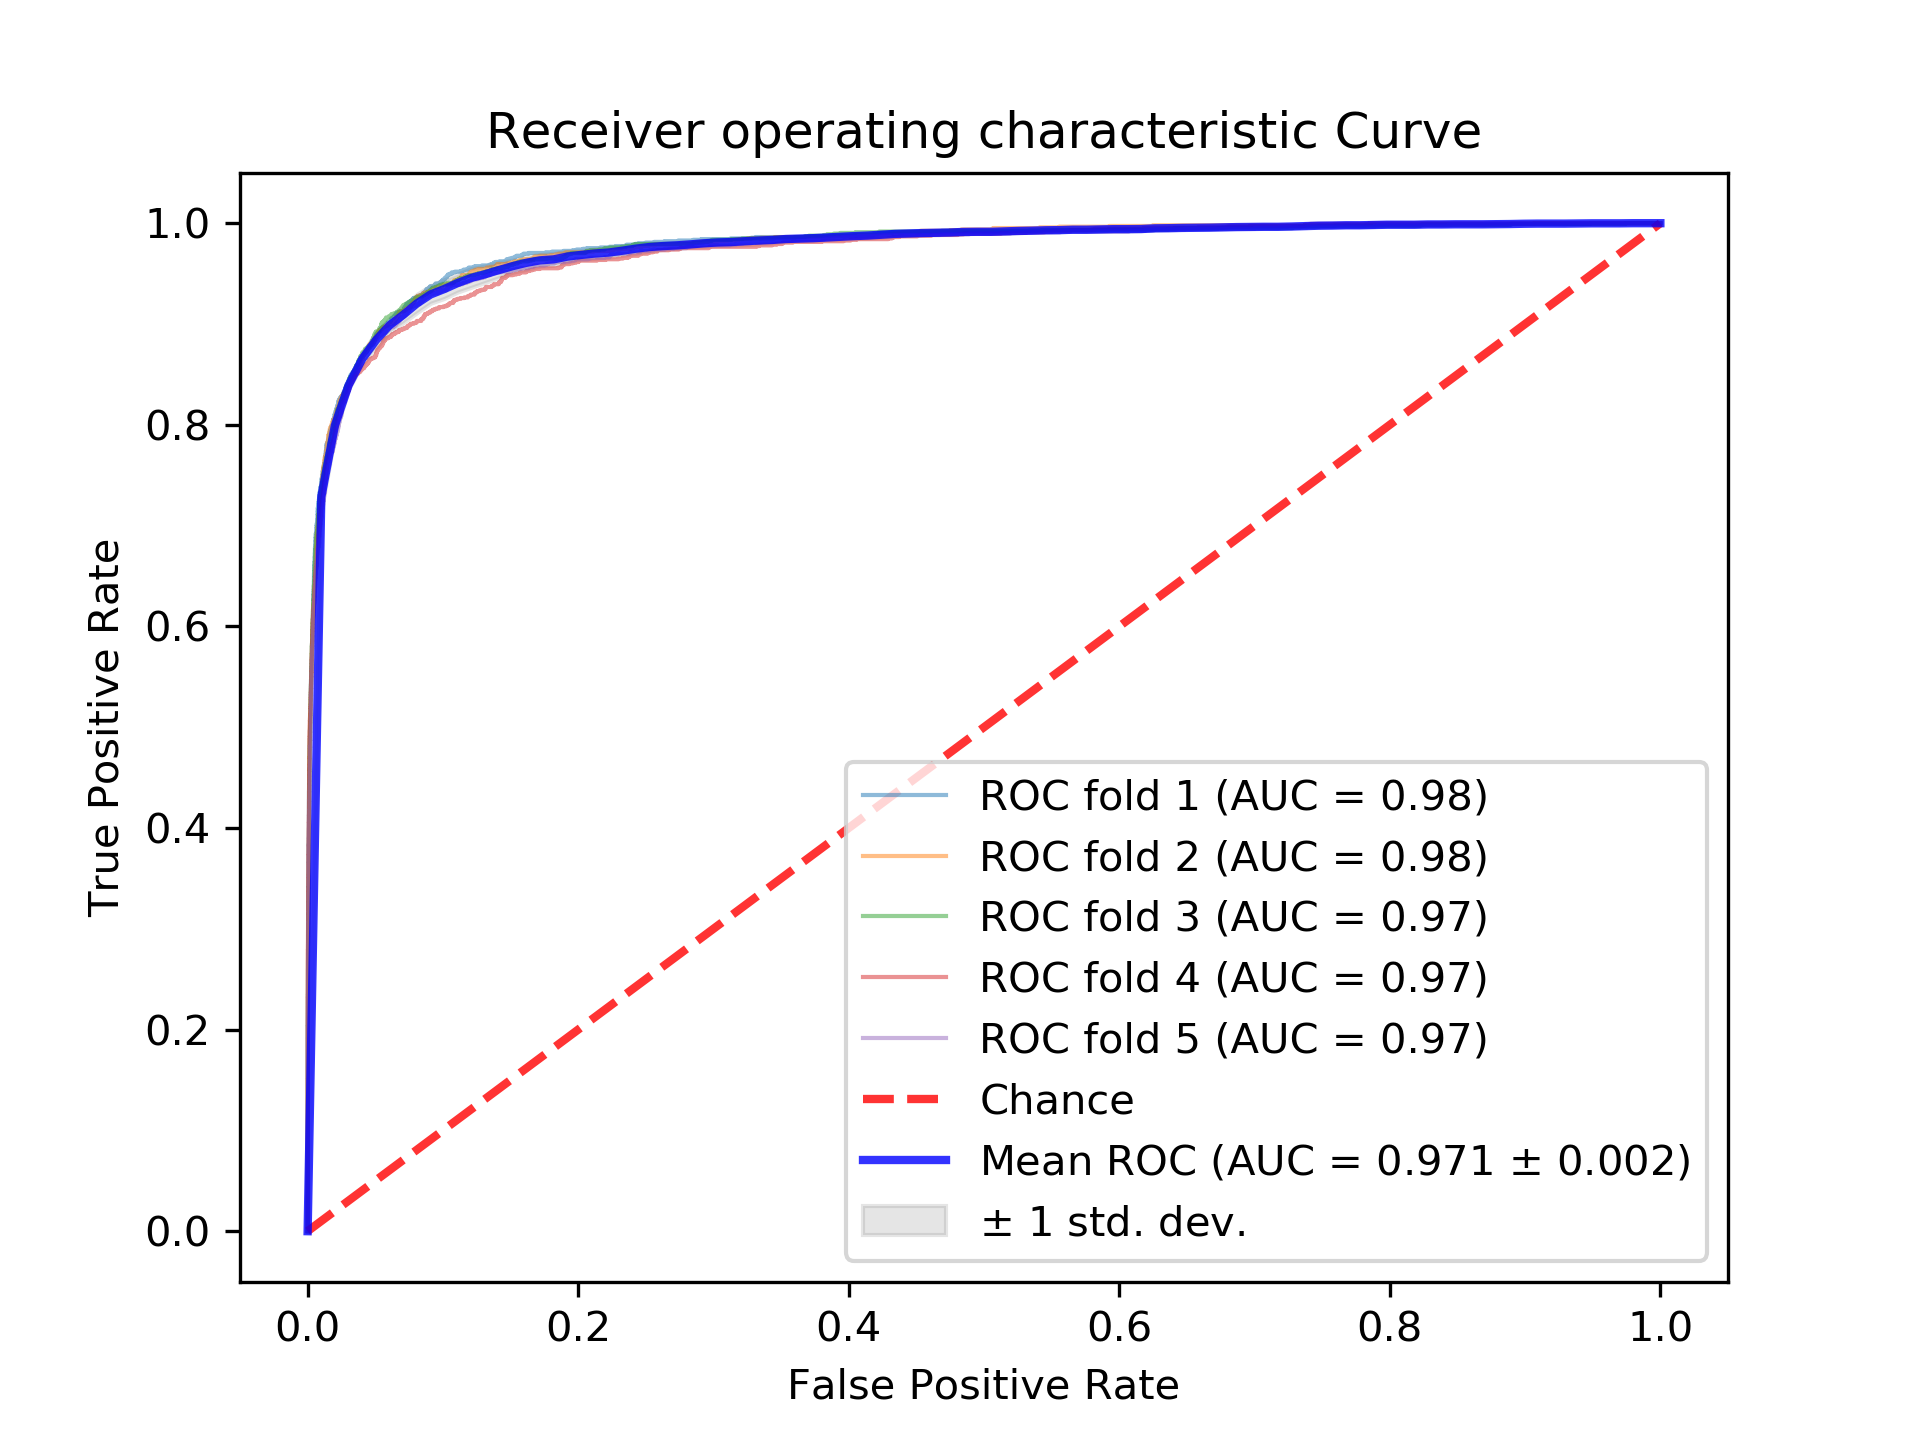 Receiver operating characteristic Curve
1.0
0.8
0.6
0.4
0.2
0.0
True Positive Rate
ROC fold 1 (AUC = 0.98)
ROC fold 2 (AUC = 0.98)
ROC fold 3 (AUC = 0.97)
ROC fold 4 (AUC = 0.97)
ROC fold 5 (AUC = 0.97)
Chance
Mean ROC (AUC = 0.971 ± 0.002)
± 1 std. dev.
0.0 0.2 0.4 0.6 0.8 1.0
False Positive Rate